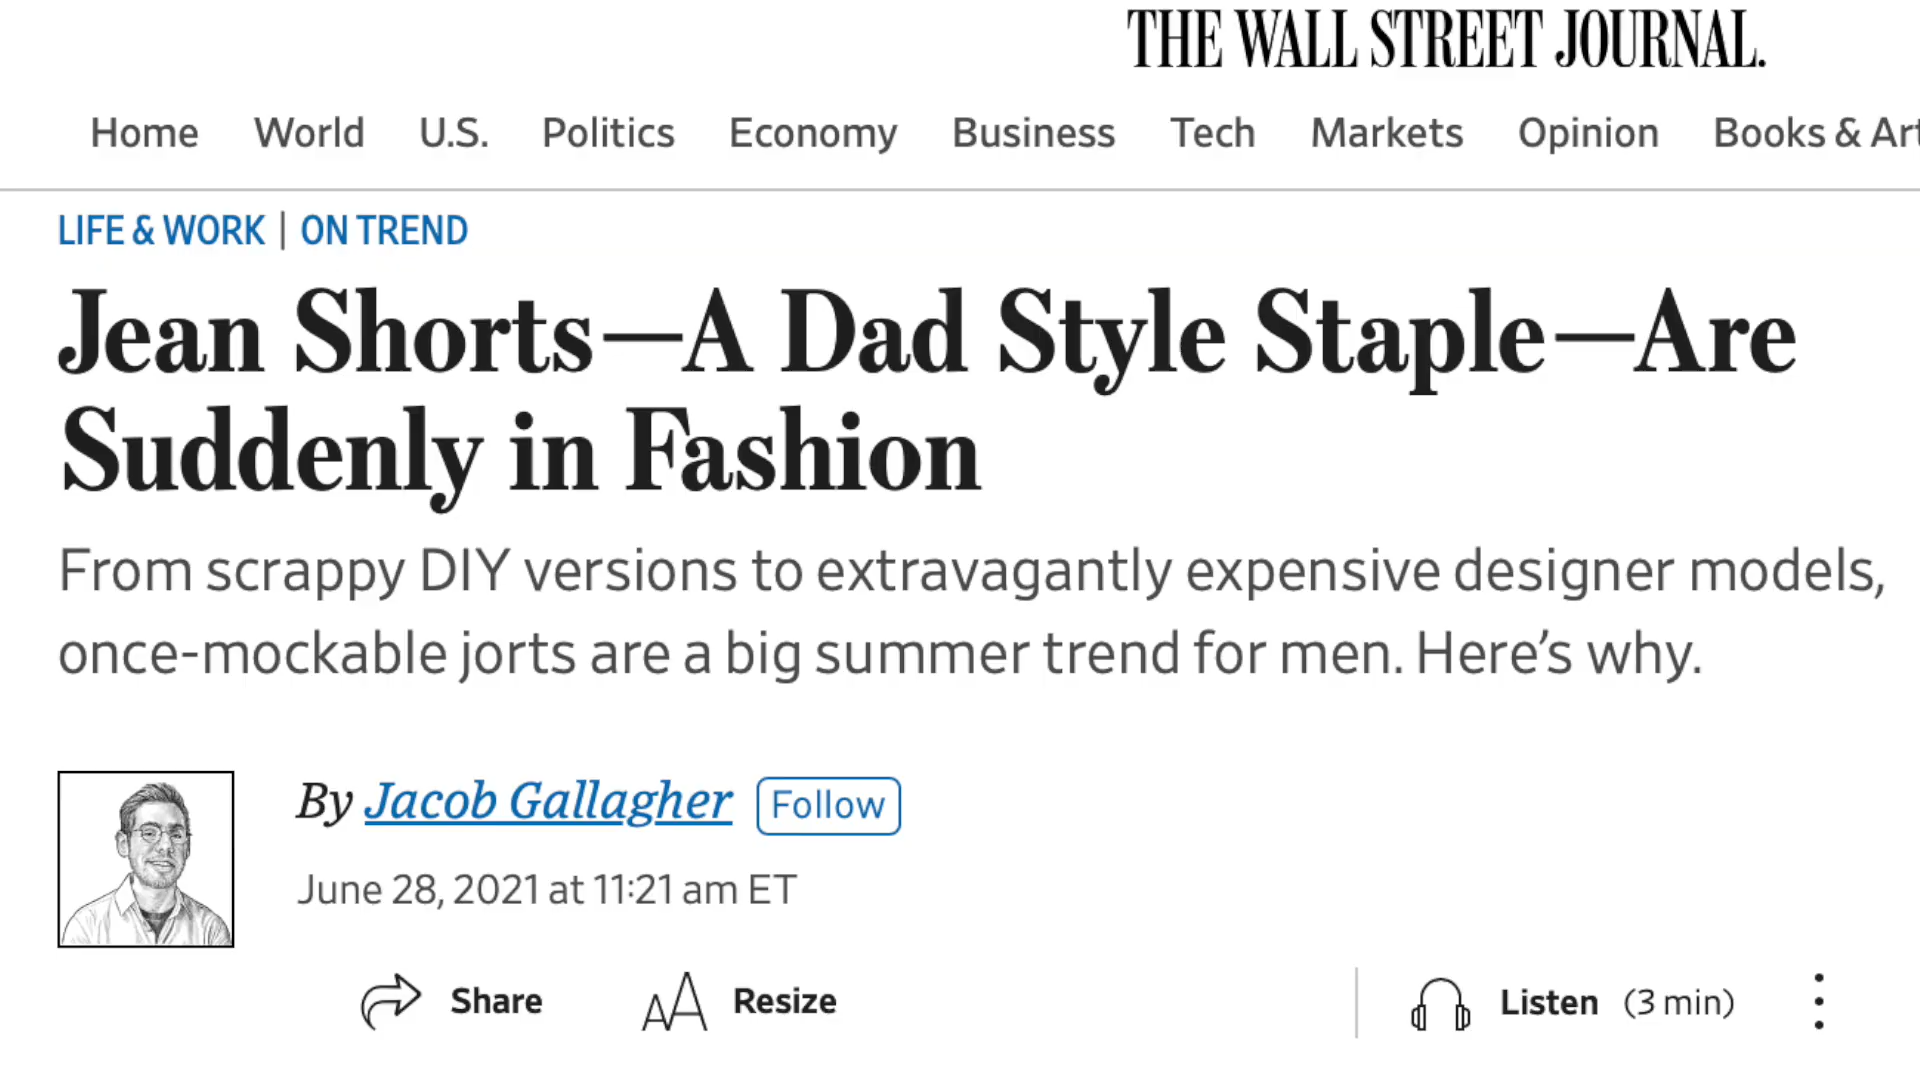 THE WALL STREET JOURNAL.
Home World U.S. Politics Economy Business Tech Markets Opinion Books & Art
LIFE & WORK | ON TREND
Jean Shorts—A Dad Style Staple—Are
Suddenly in Fashion
From scrappy DIY versions to extravagantly expensive designer models,
once-mockable jorts are a big summer trend for men. Here’s why.
By Jacob Gallagher Follow
June 28, 2021 at 11:21 am ET
Share AA Resize Listen (3 min)